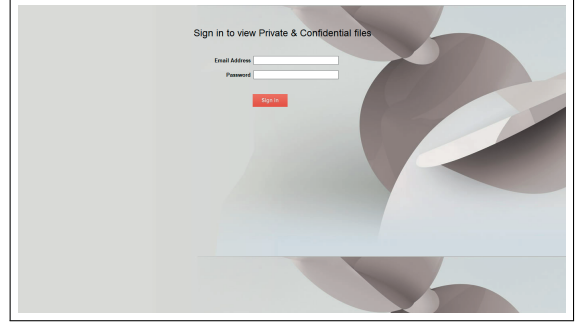 Sign in to view Private & Confidential files
Email Address
Password
Sign In